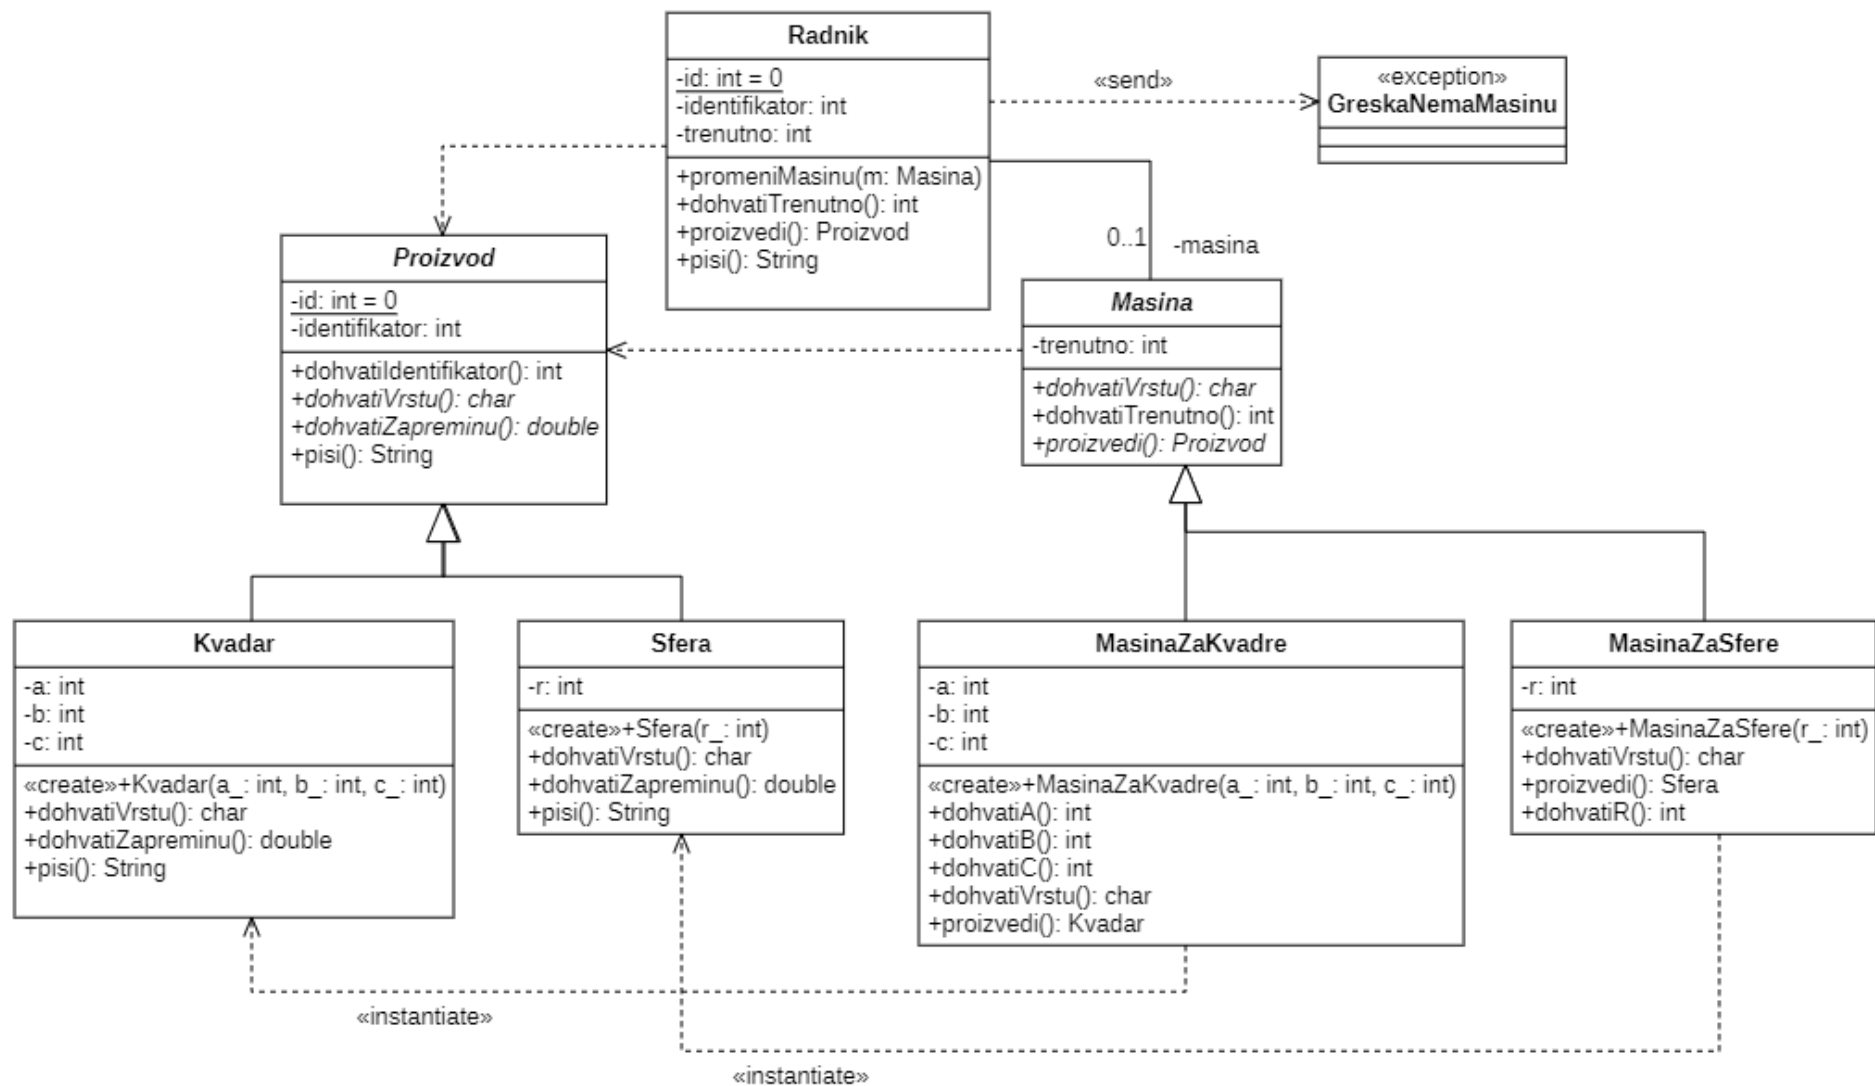 Radnik
-id: int = 0
-identifikator: int
-trenutno: int
+promeniMasinu(m: Masina)
+dohvatiTrenutno(): int
+proizvedi(): Proizvod
+pisi(): String
«send»
«exception»
GreskaNemaMasinu
0..1
-masina
Proizvod
-id: int = 0
-identifikator: int
+dohvatiIdentifikator(): int
+dohvatiVrstu(): char
+dohvatiZapreminu(): double
+pisi(): String
Masina
-trenutno: int
+dohvatiVrstu(): char
+dohvatiTrenutno(): int
+proizvedi(): Proizvod
Kvadar
-a: int
-b: int
-c: int
«create»+Kvadar(a_: int, b_: int, c_: int)
+dohvatiVrstu(): char
+dohvatiZapreminu(): double
+pisi(): String
Sfera
-r: int
«create»+Sfera(r_: int)
+dohvatiVrstu(): char
+dohvatiZapreminu(): double
+pisi(): String
MasinaZaKvadre
-a: int
-b: int
-c: int
«create»+MasinaZaKvadre(a_: int, b_: int, c_: int)
+dohvatiA(): int
+dohvatiB(): int
+dohvatiC(): int
+dohvatiVrstu(): char
+proizvedi(): Kvadar
MasinaZaSfere
-r: int
«create»+MasinaZaSfere(r_: int)
+dohvatiVrstu(): char
+proizvedi(): Sfera
+dohvatiR(): int
«instantiate»
«instantiate»